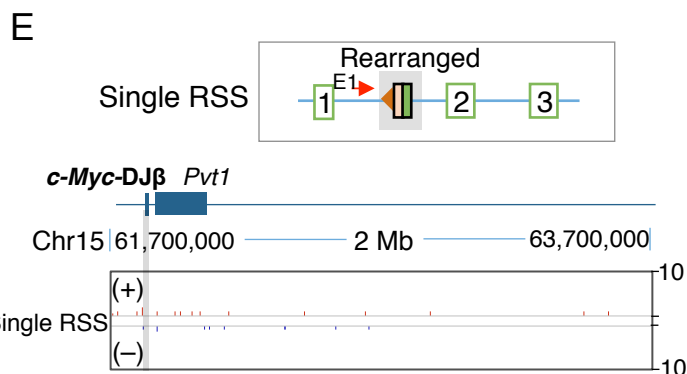 E
Rearranged
Single RSS
E1
1
2
3
c-Myc-DJβ Pvt1
Chr15 61,700,000 2 Mb 63,700,000
10
(+)
Single RSS
(–)
10